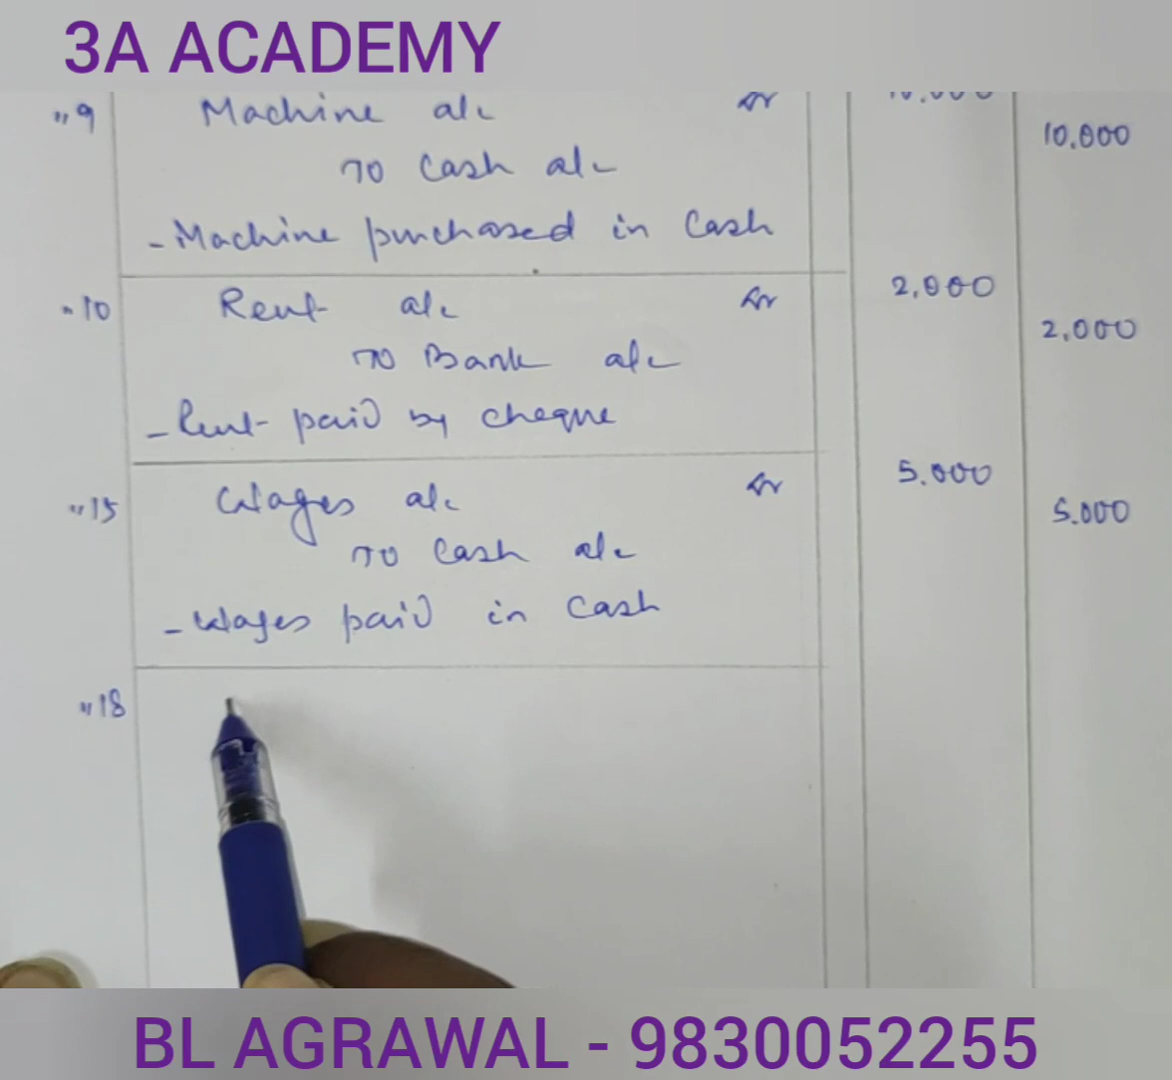 3A ACADEMY
"9 Machine a/c Dr 10,000
To Cash a/c 10,000
- Machine purchased in Cash
"10 Rent a/c Dr 2,000
To Bank a/c 2,000
- Rent paid by cheque
"15 Wages a/c Dr 5.000
To Cash a/c 5.000
- Wages paid in Cash
"18
BL AGRAWAL - 9830052255